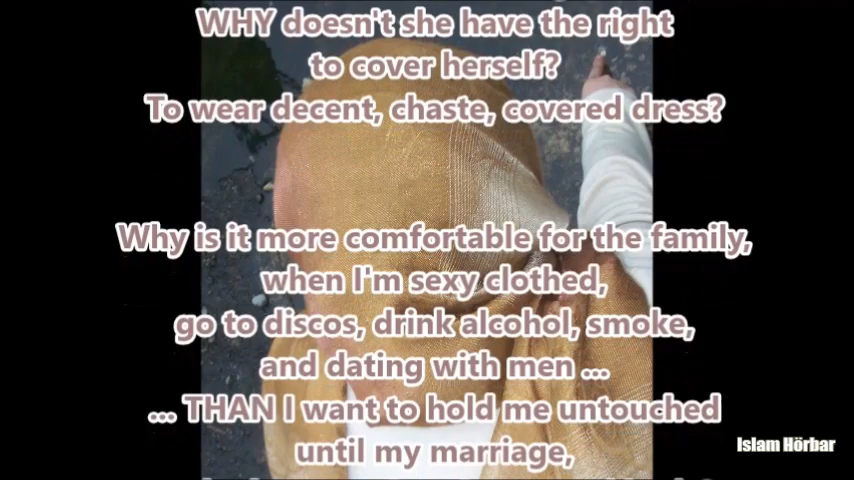 WHY doesn't she have the right
to cover herself?
To wear decent, chaste, covered dress?
Why is it more comfortable for the family,
when I'm sexy clothed,
go to discos, drink alcohol, smoke,
and dating with men ...
... THAN I want to hold me untouched
until my marriage,
Islam Hörbar